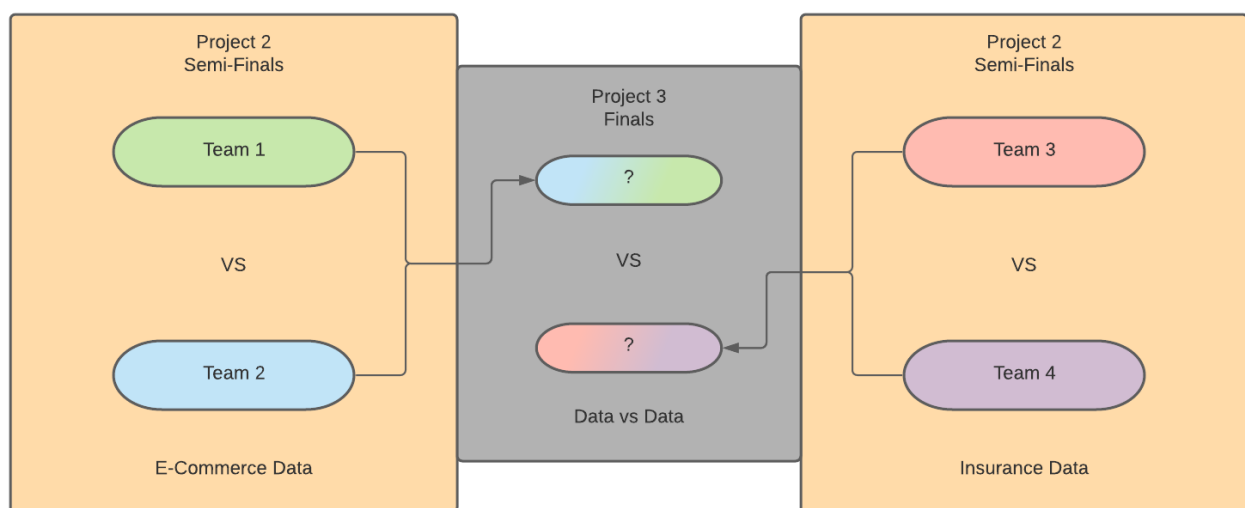 Project 2
Semi-Finals
Team 1
VS
Team 2
E-Commerce Data
Project 3
Finals
?
VS
?
Data vs Data
Project 2
Semi-Finals
Team 3
VS
Team 4
Insurance Data